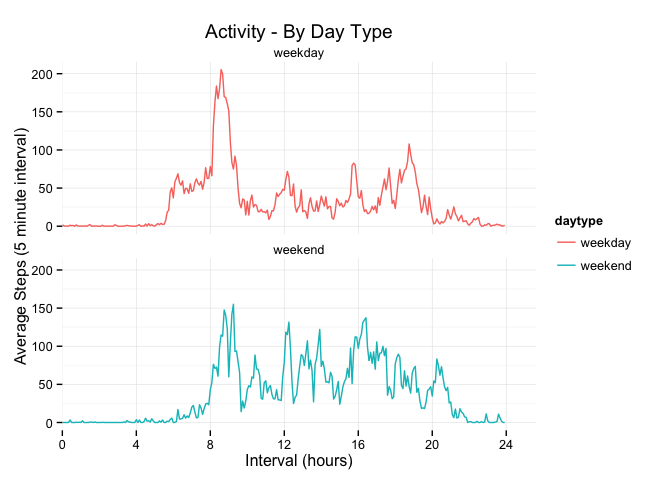 Activity - By Day Type
weekday
200
150
100
50
0
weekend
200
150
100
50
0
0 4 8 12 16 20 24
Interval (hours)
Average Steps (5 minute interval)
daytype
weekday
weekend